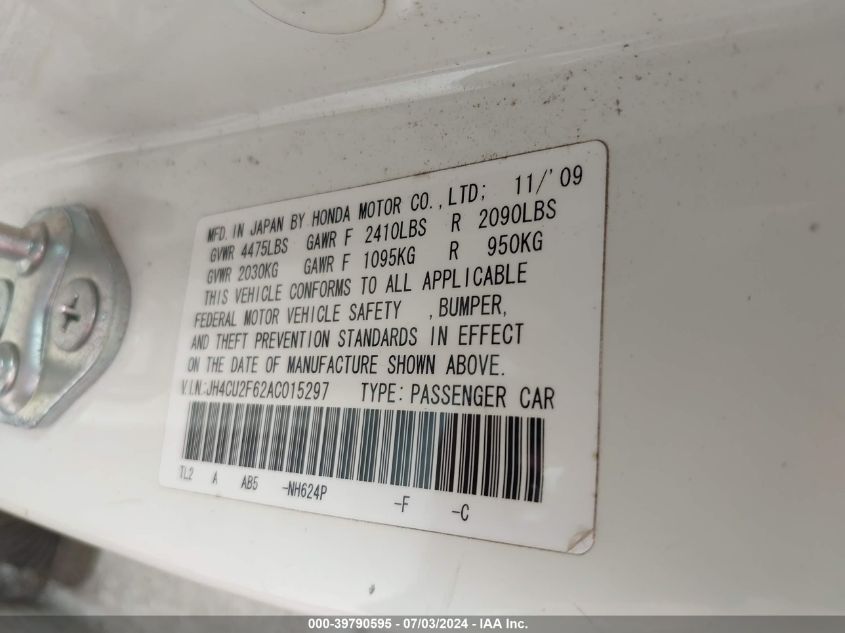 MFD. IN JAPAN BY HONDA MOTOR CO., LTD; 11/'09
GVWR 4475LBS GAWR F 2410LBS R 2090LBS
GVWR 2030KG GAWR F 1095KG R 950KG
THIS VEHICLE CONFORMS TO ALL APPLICABLE
FEDERAL MOTOR VEHICLE SAFETY , BUMPER,
AND THEFT PREVENTION STANDARDS IN EFFECT
ON THE DATE OF MANUFACTURE SHOWN ABOVE.
V.I.N:JH4CU2F62AC015297 TYPE: PASSENGER CAR
TL2 A AB5 -NH624P -F -C
000-39790595 - 07/03/2024 - IAA Inc.